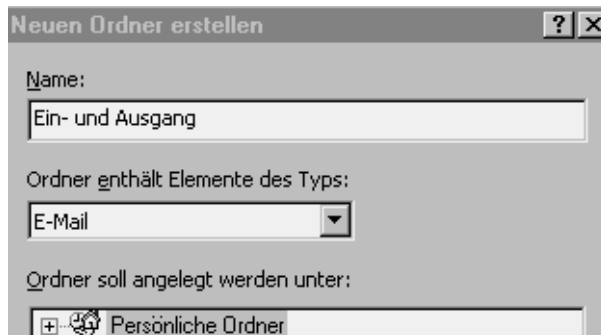 Neuen Ordner erstellen
Name:
Ein- und Ausgang
Ordner enthält Elemente des Typs:
E-Mail
Ordner soll angelegt werden unter:
Persönliche Ordner